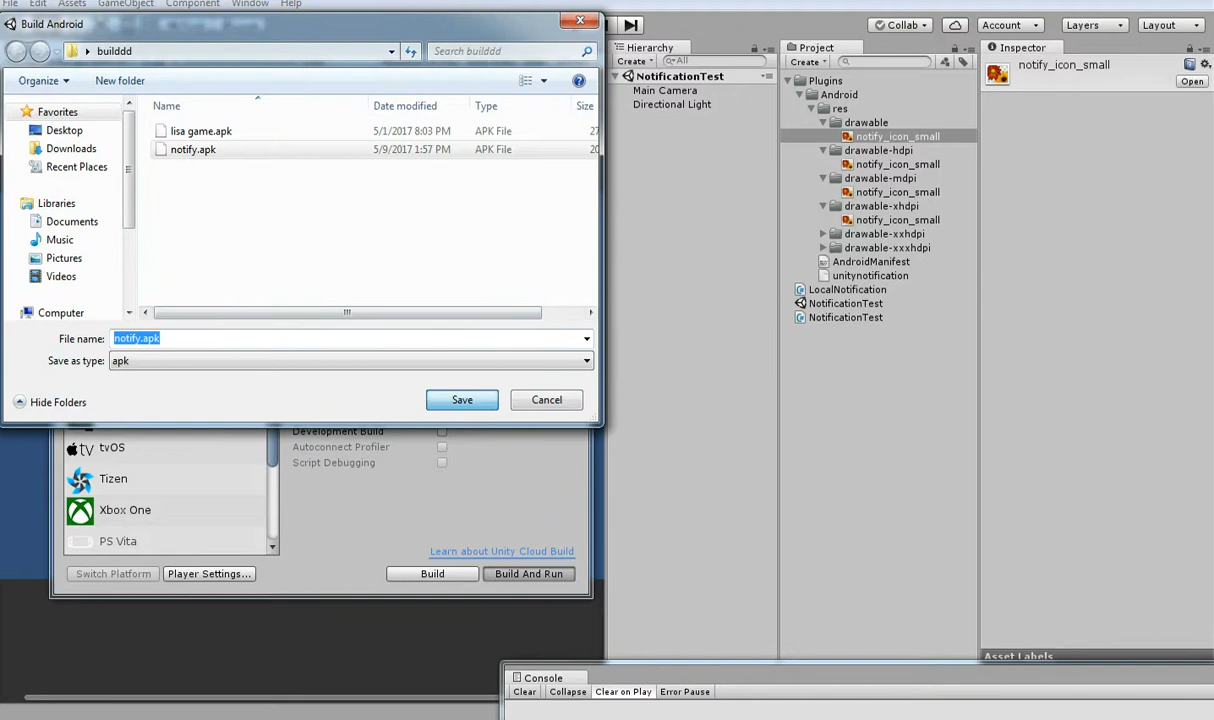 File Edit Assets GameObject Component Window Help
Build Android
Collab
Account
Layers
Layout
builddd
Search builddd
Organize
New folder
Favorites
Desktop
Downloads
Recent Places
Libraries
Documents
Music
Pictures
Videos
Computer
Name Date modified Type Size
lisa game.apk 5/1/2017 8:03 PM APK File 27
notify.apk 5/9/2017 1:57 PM APK File 20
File name: notify.apk
Save as type: apk
Hide Folders
Save
Cancel
Development Build
Autoconnect Profiler
Script Debugging
tv tvOS
Tizen
Xbox One
PS Vita
Learn about Unity Cloud Build
Switch Platform
Player Settings...
Build
Build And Run
Hierarchy
Create
All
NotificationTest
Main Camera
Directional Light
Project
Create
Plugins
Android
res
drawable
notify_icon_small
drawable-hdpi
notify_icon_small
drawable-mdpi
notify_icon_small
drawable-xhdpi
notify_icon_small
drawable-xxhdpi
drawable-xxxhdpi
AndroidManifest
unitynotification
LocalNotification
NotificationTest
NotificationTest
Inspector
notify_icon_small
Open
Asset Labels
Console
Clear
Collapse
Clear on Play
Error Pause